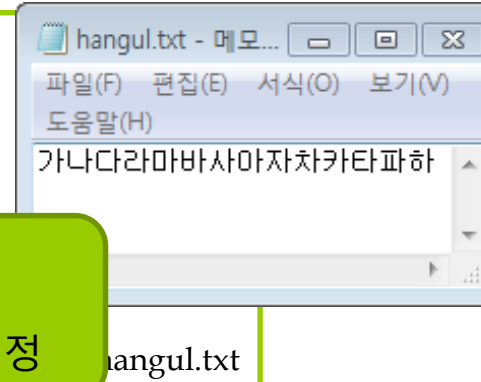 hangul.txt - 메모...
파일(F) 편집(E) 서식(O) 보기(V)
도움말(H)
가나다라마바사아자차카타파하
정
hangul.txt